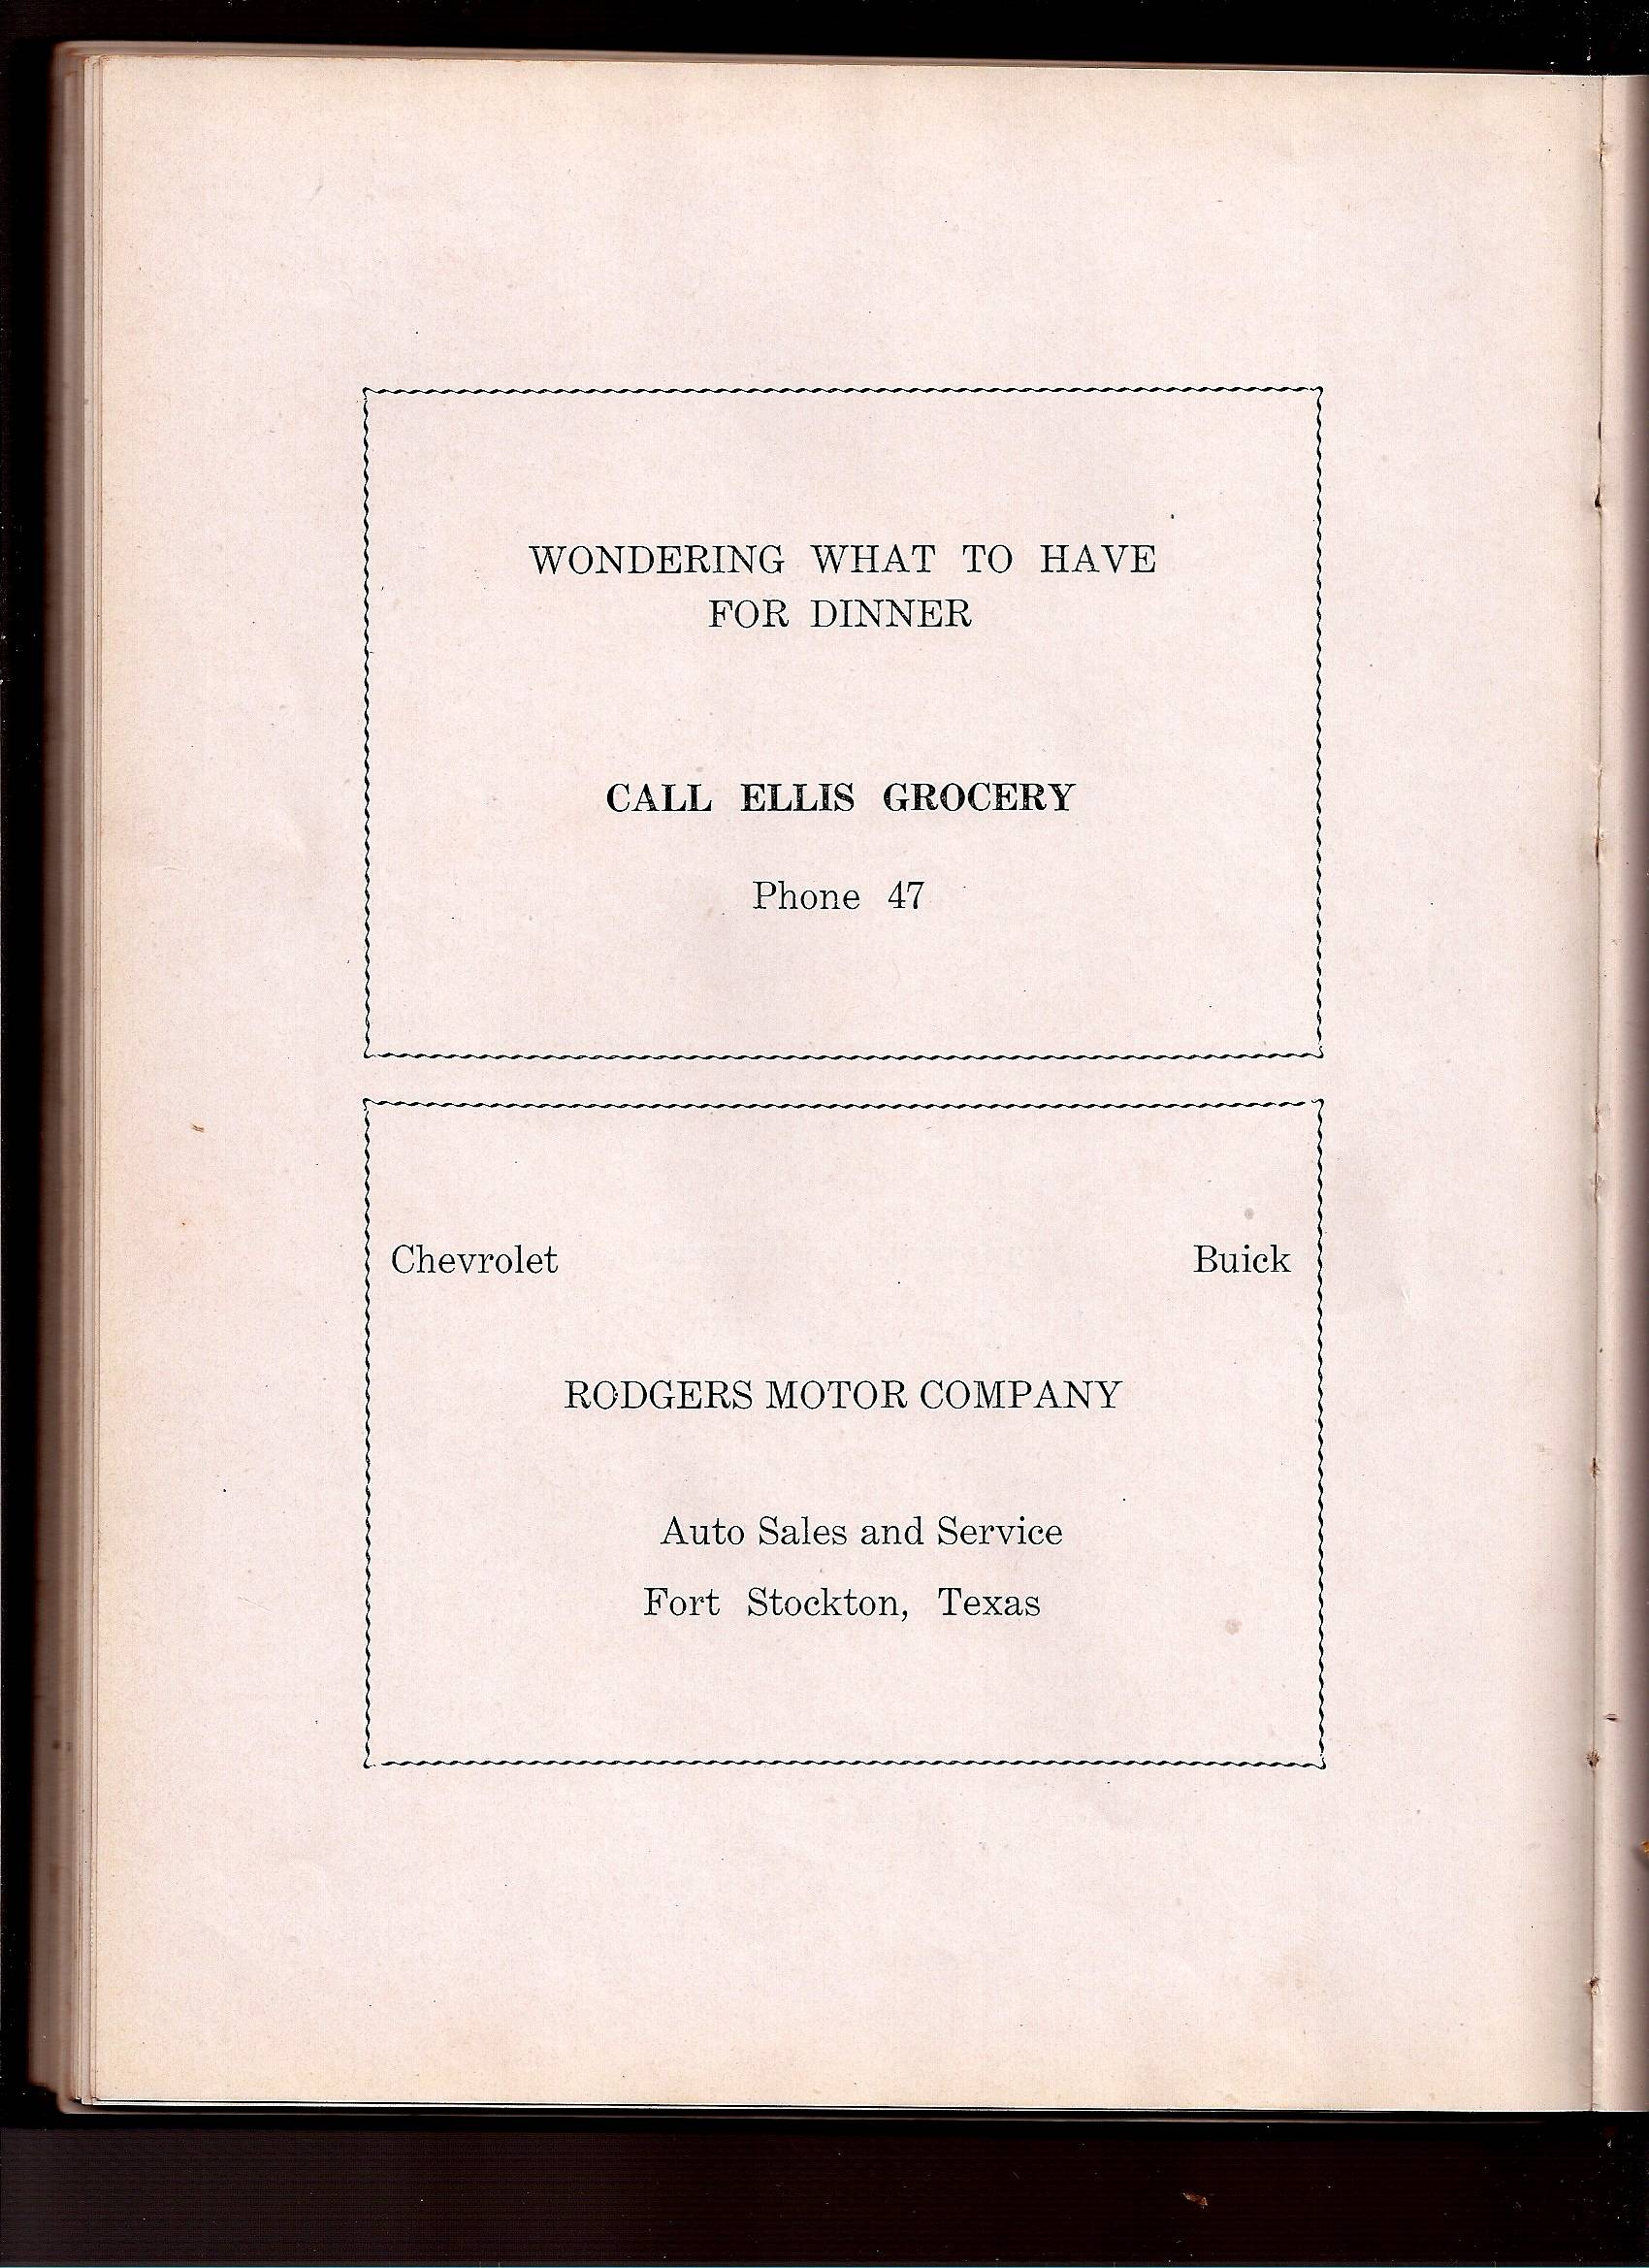 WONDERING WHAT TO HAVE
FOR DINNER
CALL ELLIS GROCERY
Phone 47
Chevrolet Buick
RODGERS MOTOR COMPANY
Auto Sales and Service
Fort Stockton, Texas